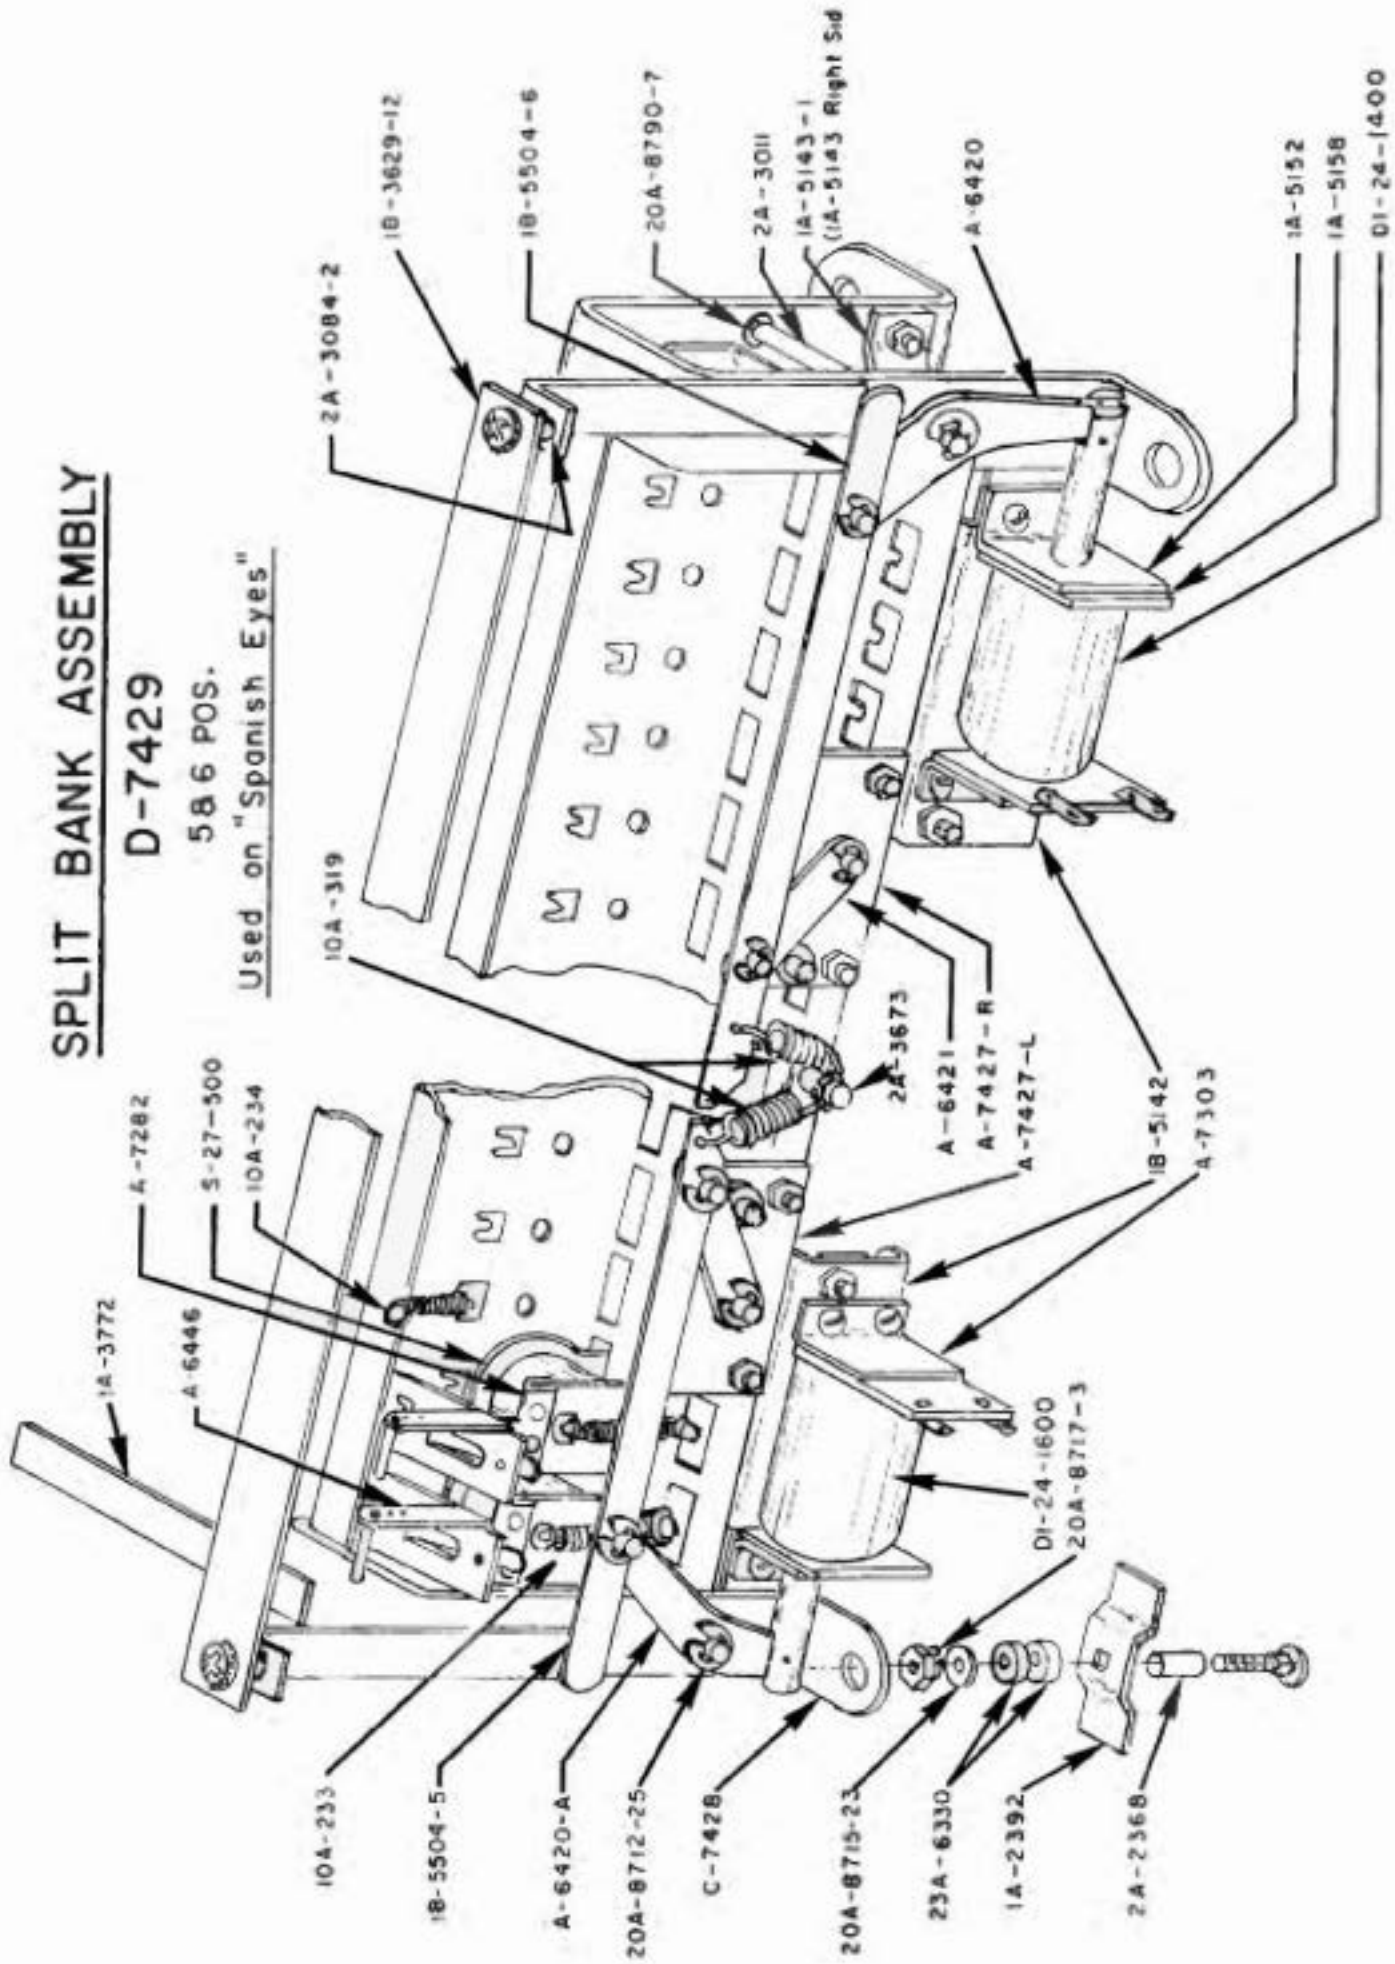 SPLIT BANK ASSEMBLY
D-7429
5&6 POS.
Used on "Spanish Eyes"
1A-3772
A-6446
A-7282
S-27-500
10A-234
10A-319
2A-3084-2
1B-3629-12
1B-5504-6
20A-8790-7
2A-3011
1A-5143-1
(1A-5143 Right Sid
A-6420
1A-5152
1A-5158
D1-24-1400
10A-233
1B-5504-5
A-6420-A
20A-8712-25
C-7428
20A-8715-23
23A-6330
1A-2392
2A-2368
D1-24-1600
20A-8717-3
1B-5142
A-7303
2A-3673
A-6421
A-7427-R
A-7427-L